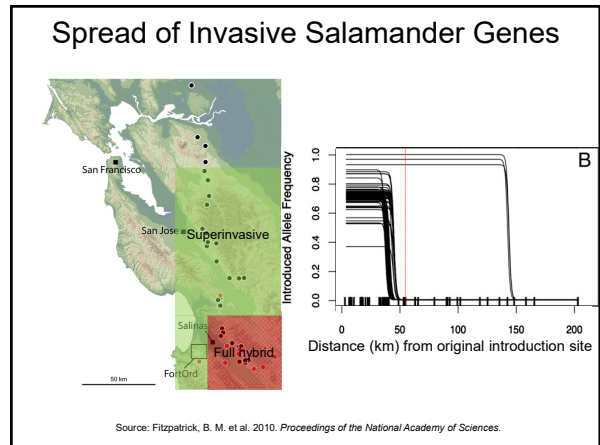 Spread of Invasive Salamander Genes
San Francisco
San Jose
Superinvasive
Salinas
Full hybrid
FortOrd
50 km
B
Introduced Allele Frequency
1.0
0.8
0.6
0.4
0.2
0.0
0 50 100 150 200
Distance (km) from original introduction site
Source: Fitzpatrick, B. M. et al. 2010. Proceedings of the National Academy of Sciences.